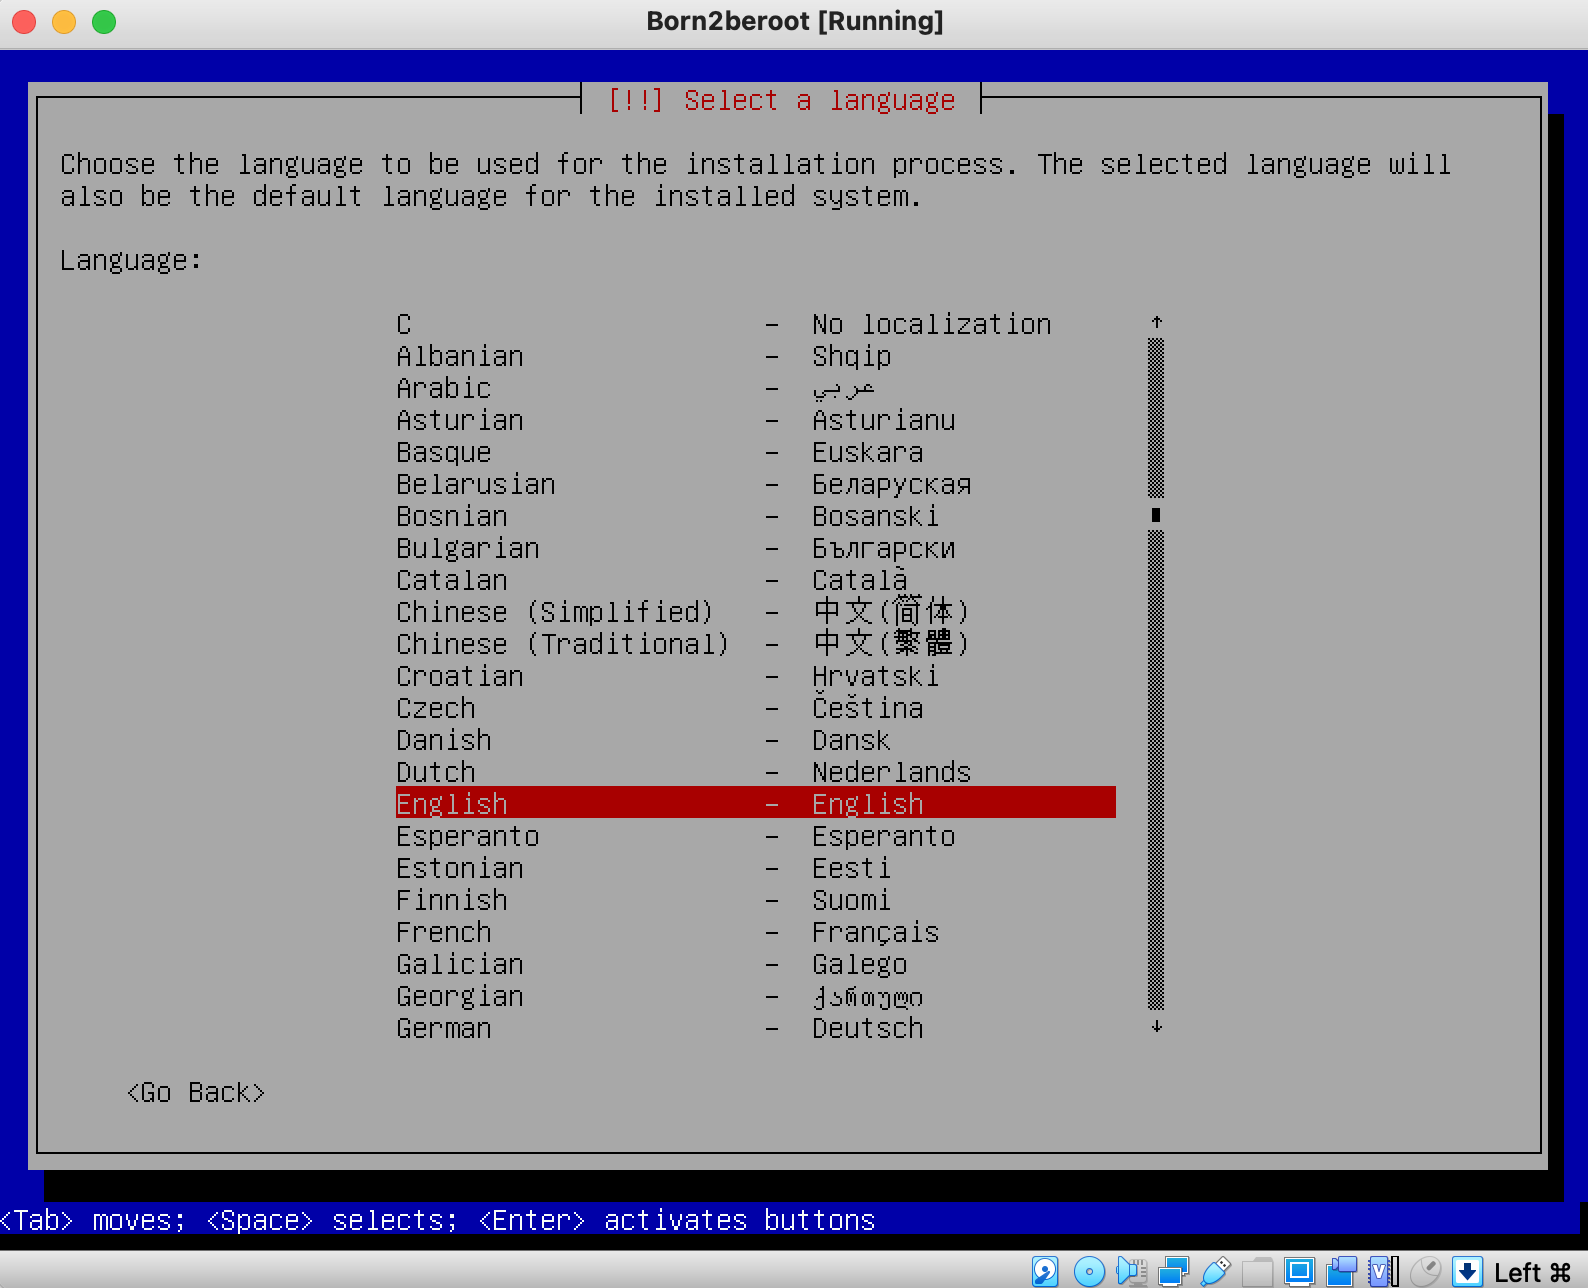 Born2beroot [Running]
[!!] Select a language
Choose the language to be used for the installation process. The selected language will
also be the default language for the installed system.
Language:
C - No localization
Albanian - Shqip
Arabic - عربي
Asturian - Asturianu
Basque - Euskara
Belarusian - Беларуская
Bosnian - Bosanski
Bulgarian - Български
Catalan - Català
Chinese (Simplified) - 中文(简体)
Chinese (Traditional) - 中文(繁體)
Croatian - Hrvatski
Czech - Čeština
Danish - Dansk
Dutch - Nederlands
English - English
Esperanto - Esperanto
Estonian - Eesti
Finnish - Suomi
French - Français
Galician - Galego
Georgian - ქართული
German - Deutsch
<Go Back>
<Tab> moves; <Space> selects; <Enter> activates buttons
Left ⌘